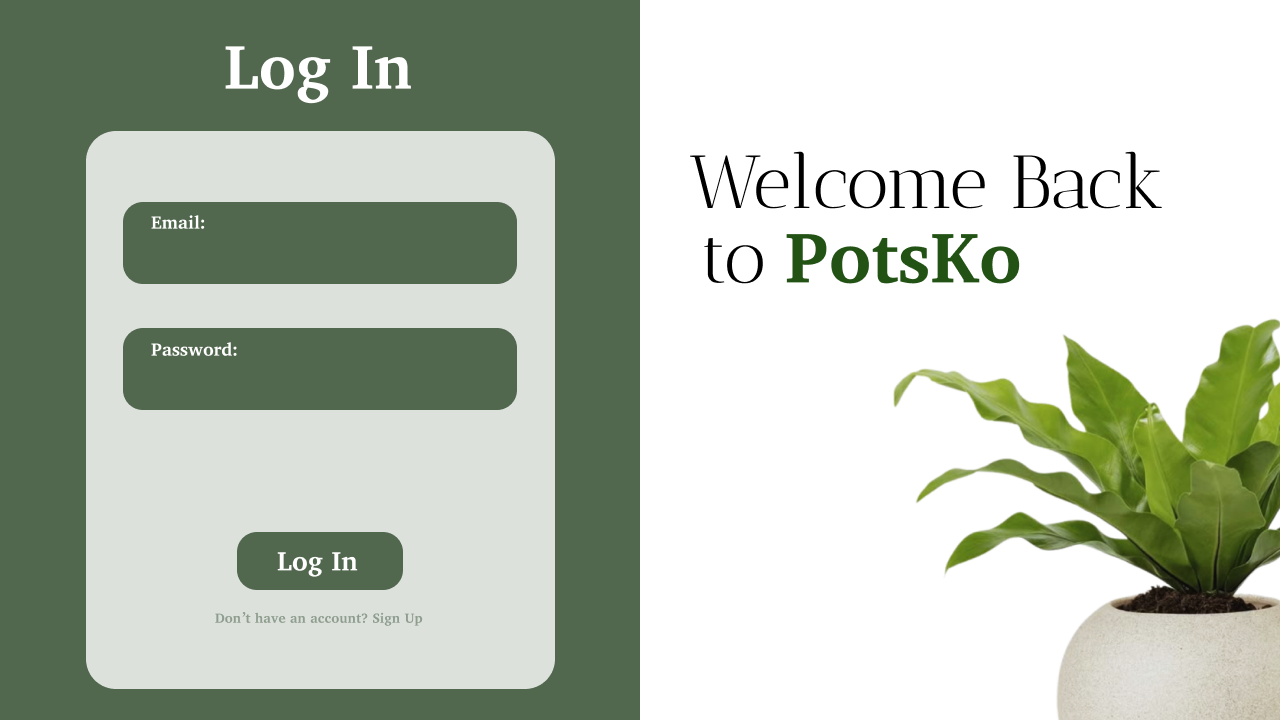 Log In
Email:
Password:
Log In
Don't have an account? Sign Up
Welcome Back
to PotsKo